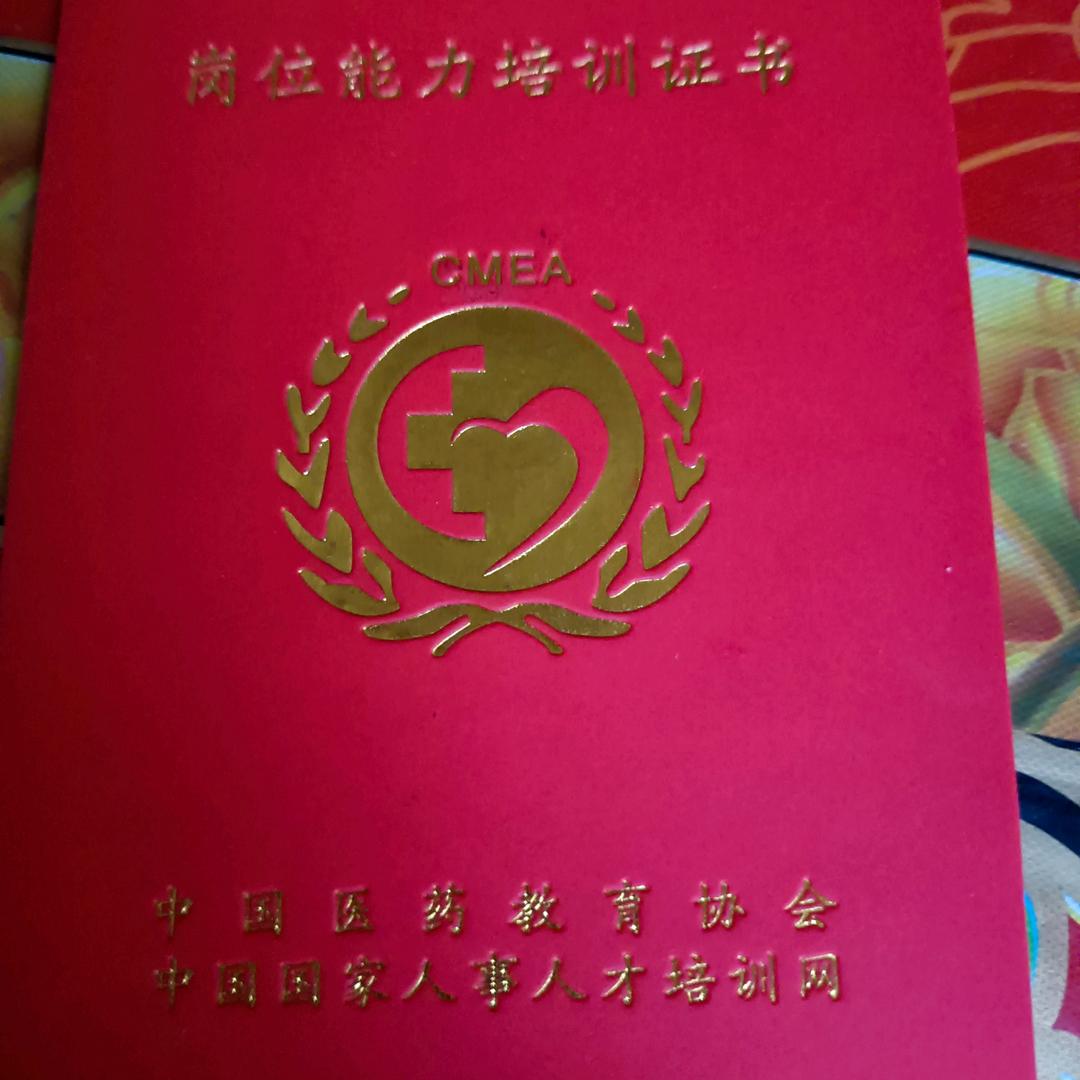 岗位能力培训证书
CMEA
中国医药教育协会
中国国家人事人才培训网